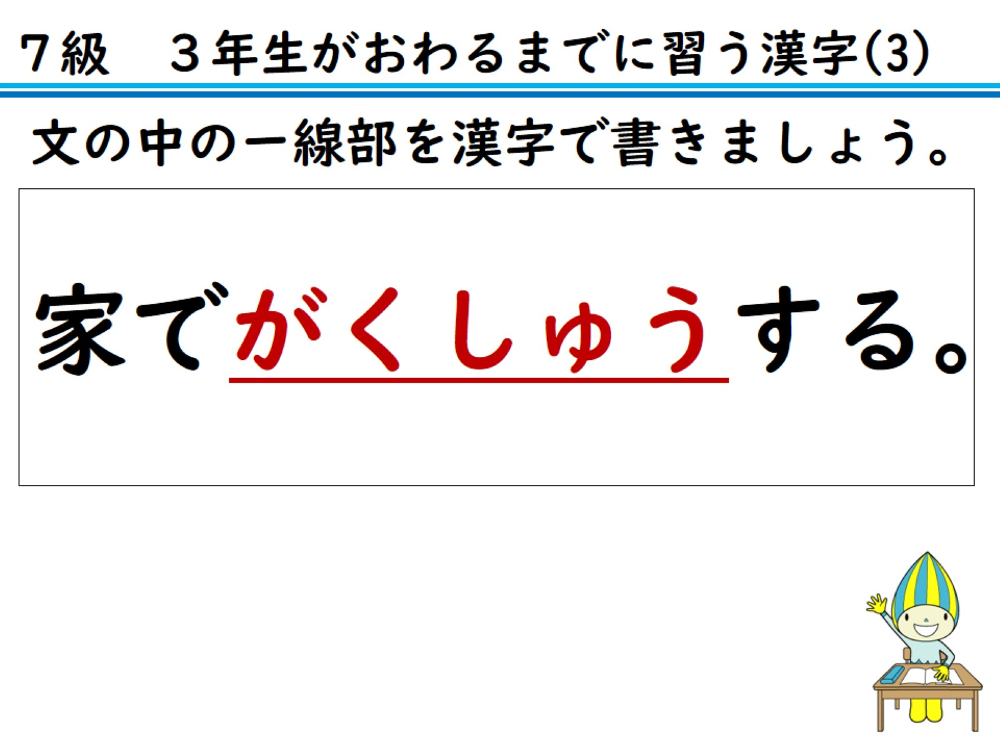 ７級　３年生がおわるまでに習う漢字(3)
文の中の一線部を漢字で書きましょう。
家でがくしゅうする。